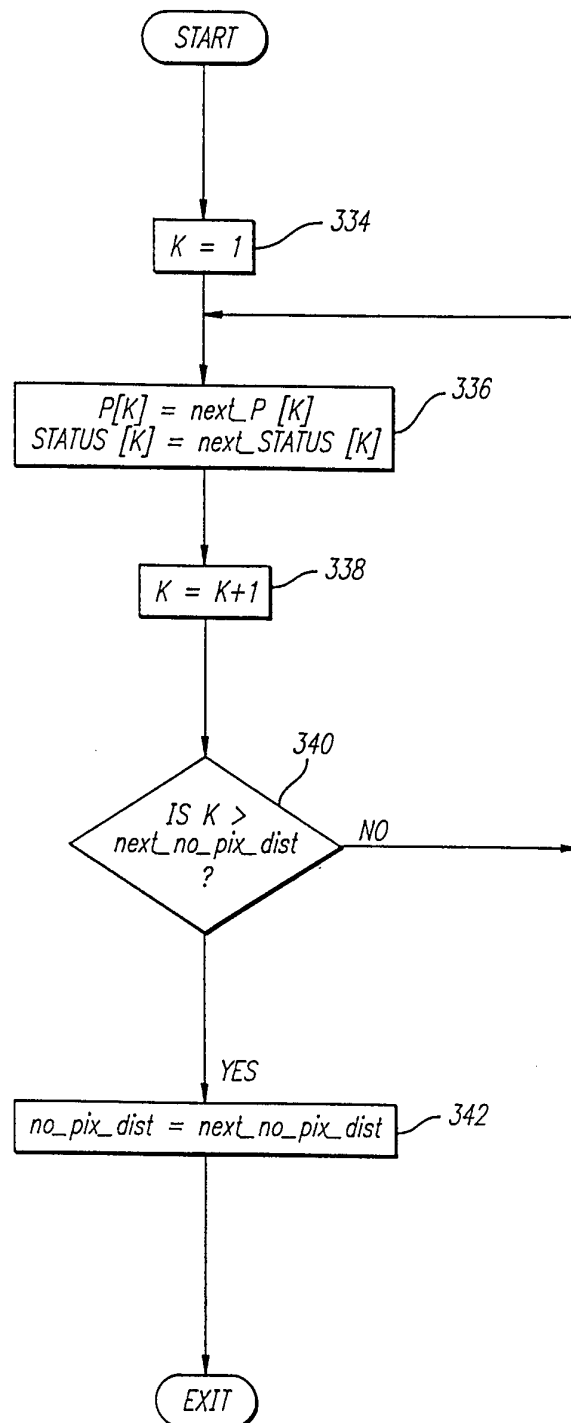 START
334
K = 1
336
P[K] = next_P [K]
STATUS [K] = next_STATUS [K]
338
K = K+1
340
IS K >
next_no_pix_dist
?
NO
YES
no_pix_dist = next_no_pix_dist
342
EXIT